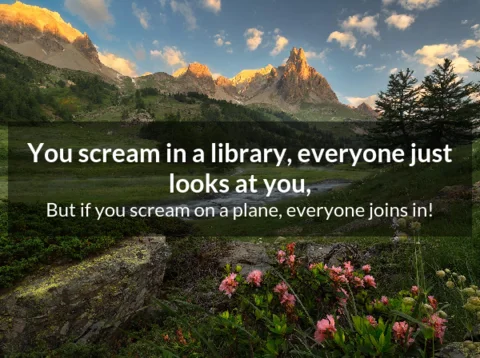 You scream in a library, everyone just
looks at you,
But if you scream on a plane, everyone joins in!